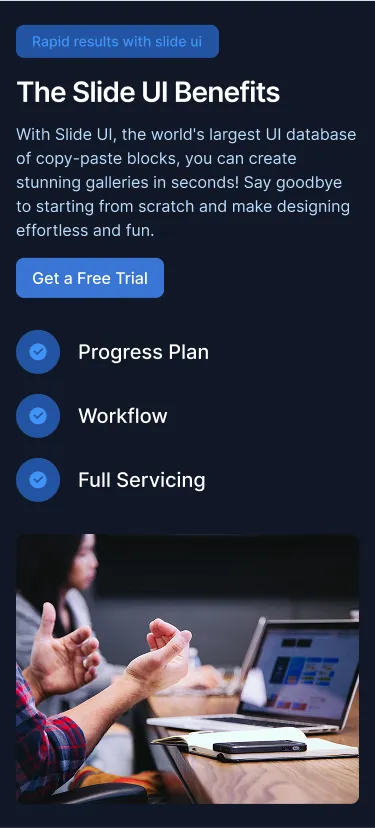 Rapid results with slide ui
The Slide UI Benefits
With Slide UI, the world's largest UI database
of copy-paste blocks, you can create
stunning galleries in seconds! Say goodbye
to starting from scratch and make designing
effortless and fun.
Get a Free Trial
Progress Plan
Workflow
Full Servicing